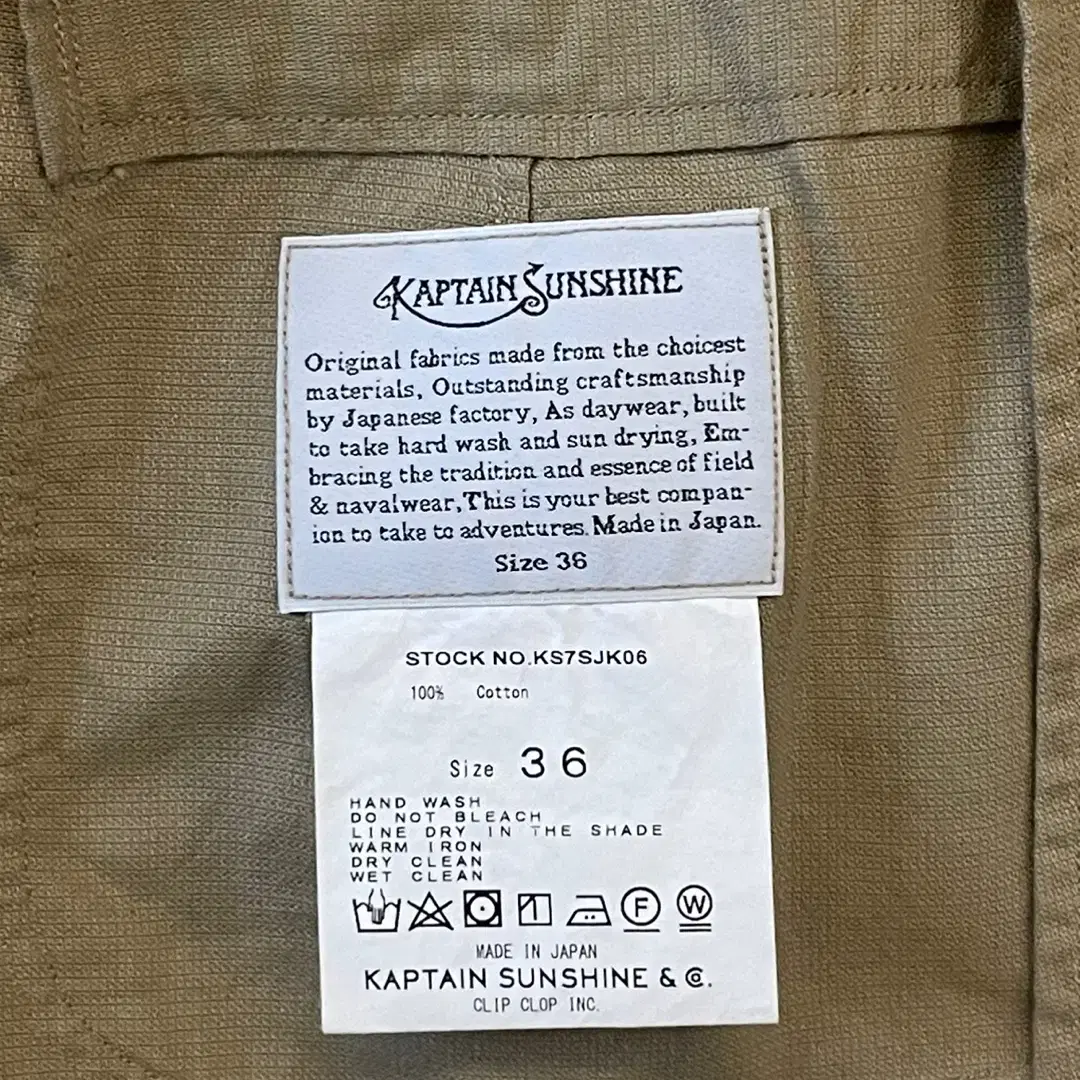 KAPTAIN SUNSHINE
Original fabrics made from the choicest
materials, Outstanding craftsmanship
by Japanese factory, As daywear, built
to take hard wash and sun drying, Em-
bracing the tradition and essence of field
& navalwear, This is your best compan-
ion to take to adventures. Made in Japan.
Size 36
STOCK NO.KS7SJK06
100% Cotton
Size 36
HAND WASH
DO NOT BLEACH
LINE DRY IN THE SHADE
WARM IRON
DRY CLEAN
WET CLEAN
F W
MADE IN JAPAN
KAPTAIN SUNSHINE & Co.
CLIP CLOP INC.